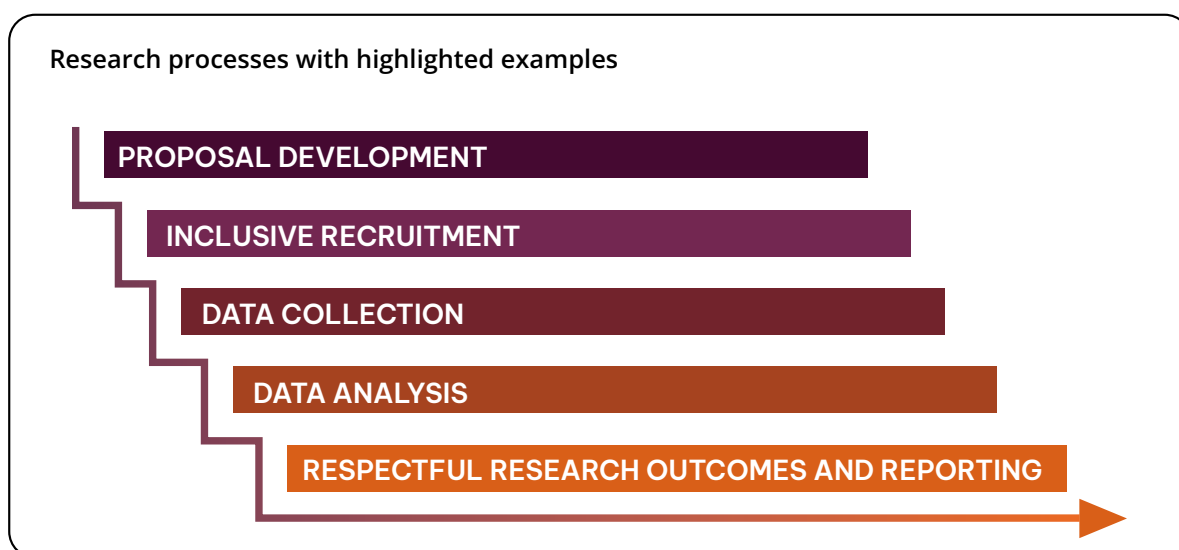 Research processes with highlighted examples
PROPOSAL DEVELOPMENT
INCLUSIVE RECRUITMENT
DATA COLLECTION
DATA ANALYSIS
RESPECTFUL RESEARCH OUTCOMES AND REPORTING